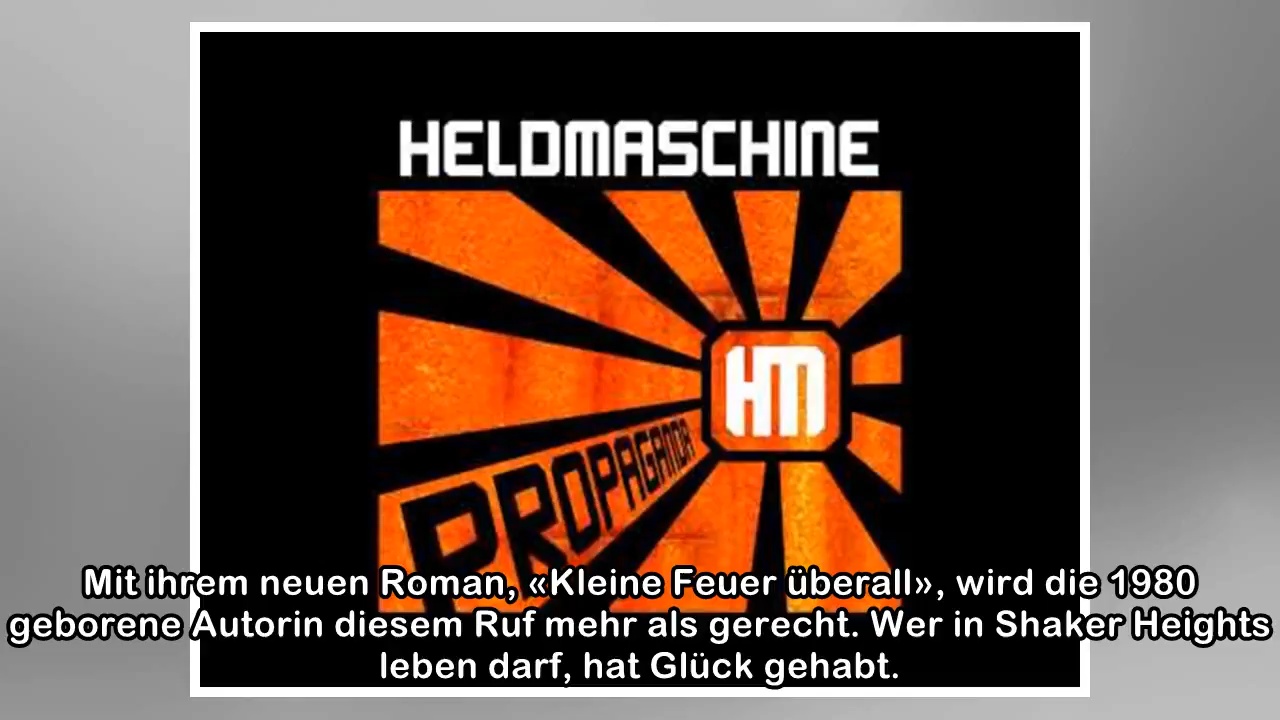 HELDMASCHINE
HM
PROPAGANDA
Mit ihrem neuen Roman, «Kleine Feuer überall», wird die 1980
geborene Autorin diesem Ruf mehr als gerecht. Wer in Shaker Heights
leben darf, hat Glück gehabt.